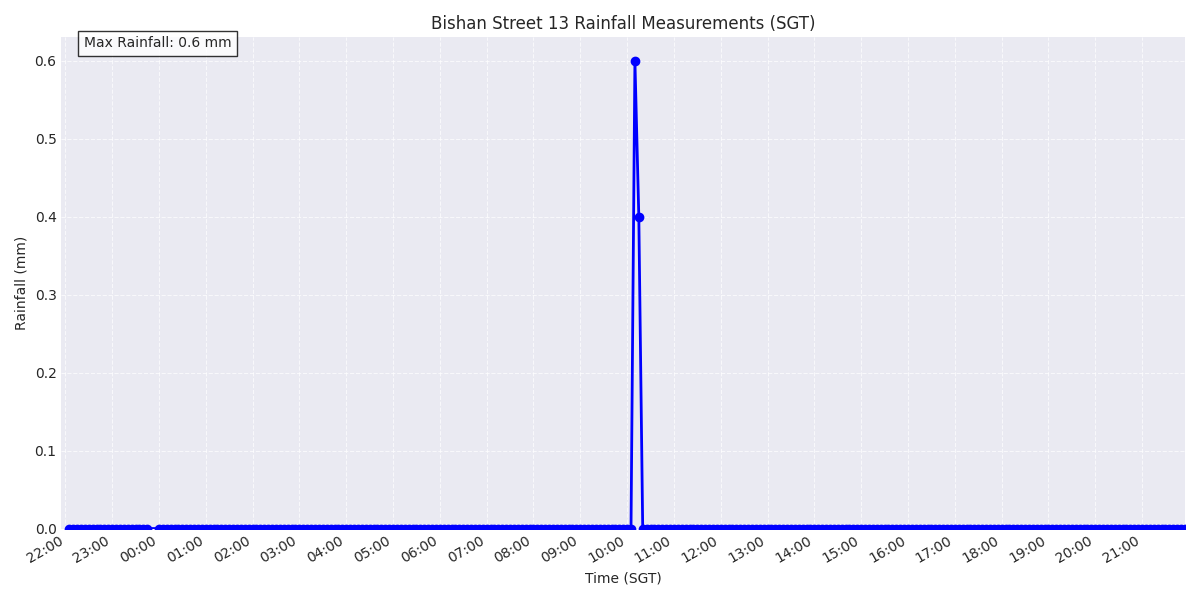 Bishan Street 13 Rainfall Measurements (SGT)
Max Rainfall: 0.6 mm
0.6
0.5
0.4
0.3
0.2
0.1
0.0
Rainfall (mm)
22:00 23:00 00:00 01:00 02:00 03:00 04:00 05:00 06:00 07:00 08:00 09:00 10:00 11:00 12:00 13:00 14:00 15:00 16:00 17:00 18:00 19:00 20:00 21:00
Time (SGT)